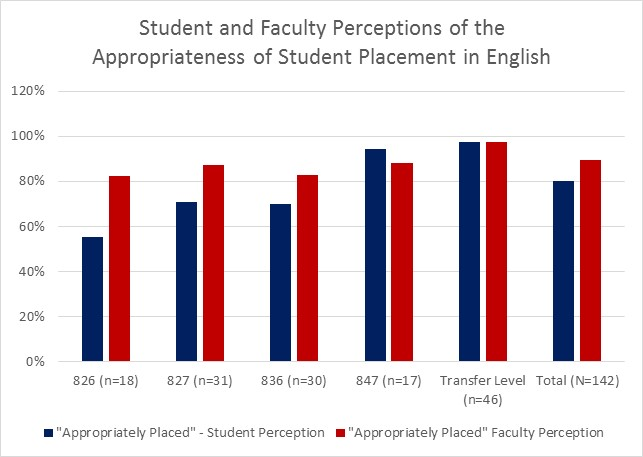 Student and Faculty Perceptions of the
Appropriateness of Student Placement in English
120%
100%
80%
60%
40%
20%
0%
826 (n=18) 827 (n=31) 836 (n=30) 847 (n=17) Transfer Level Total (N=142)
(n=46)
"Appropriately Placed" - Student Perception "Appropriately Placed" Faculty Perception